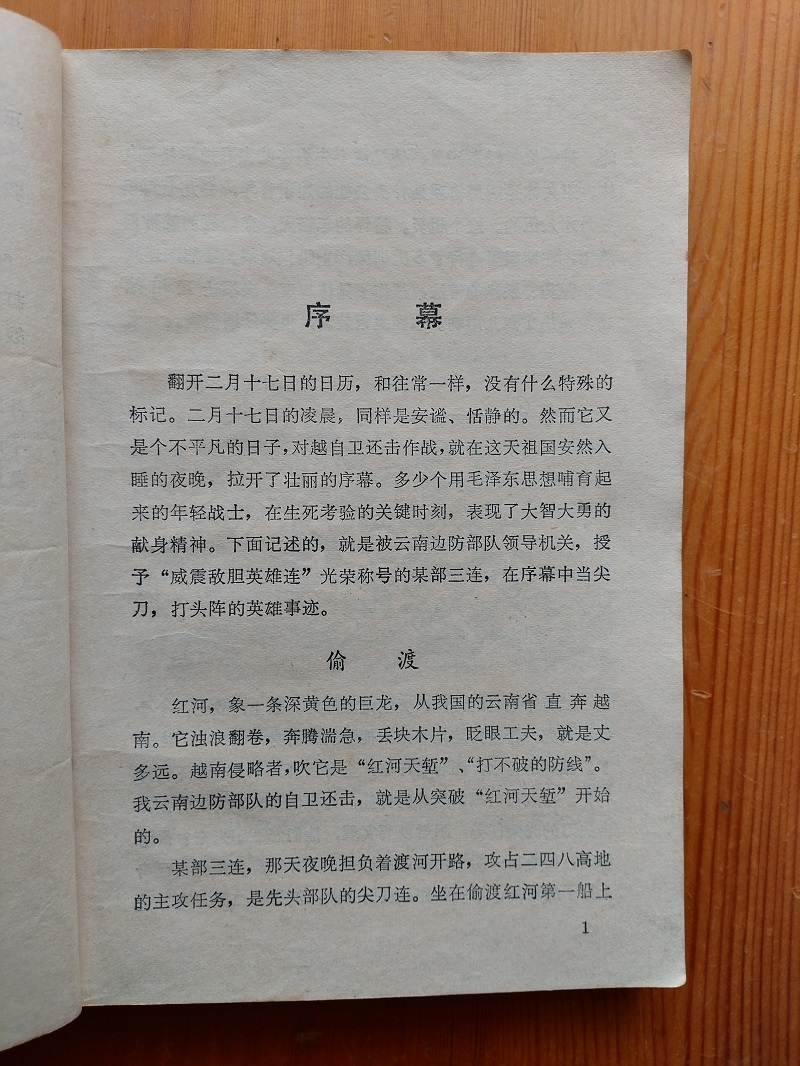 序 幕
翻开二月十七日的日历，和往常一样，没有什么特殊的
标记。二月十七日的凌晨，同样是安谧、恬静的。然而它又
是个不平凡的日子，对越自卫还击作战，就在这天祖国安然入
睡的夜晚，拉开了壮丽的序幕。多少个用毛泽东思想哺育起
来的年轻战士，在生死考验的关键时刻，表现了大智大勇的
献身精神。下面记述的，就是被云南边防部队领导机关，授
予“威震敌胆英雄连”光荣称号的某部三连，在序幕中当尖
刀，打头阵的英雄事迹。
偷 渡
红河，象一条深黄色的巨龙，从我国的云南省直奔越
南。它浊浪翻卷，奔腾湍急，丢块木片，眨眼工夫，就是丈
多远。越南侵略者，吹它是“红河天堑”、“打不破的防线”。
我云南边防部队的自卫还击，就是从突破“红河天堑”开始
的。
某部三连，那天夜晚担负着渡河开路，攻占二四八高地
的主攻任务，是先头部队的尖刀连。坐在偷渡红河第一船上
1